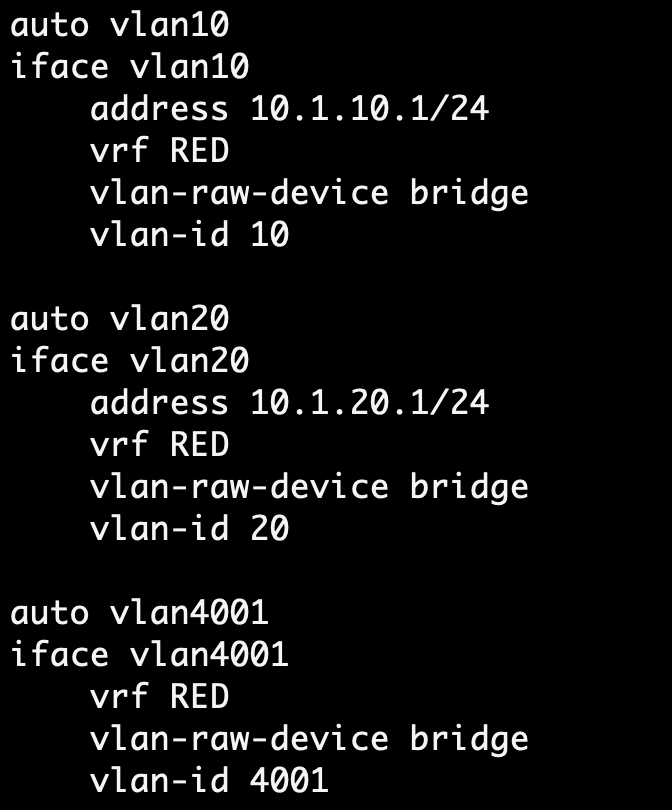 auto vlan10
iface vlan10
    address 10.1.10.1/24
    vrf RED
    vlan-raw-device bridge
    vlan-id 10

auto vlan20
iface vlan20
    address 10.1.20.1/24
    vrf RED
    vlan-raw-device bridge
    vlan-id 20

auto vlan4001
iface vlan4001
    vrf RED
    vlan-raw-device bridge
    vlan-id 4001